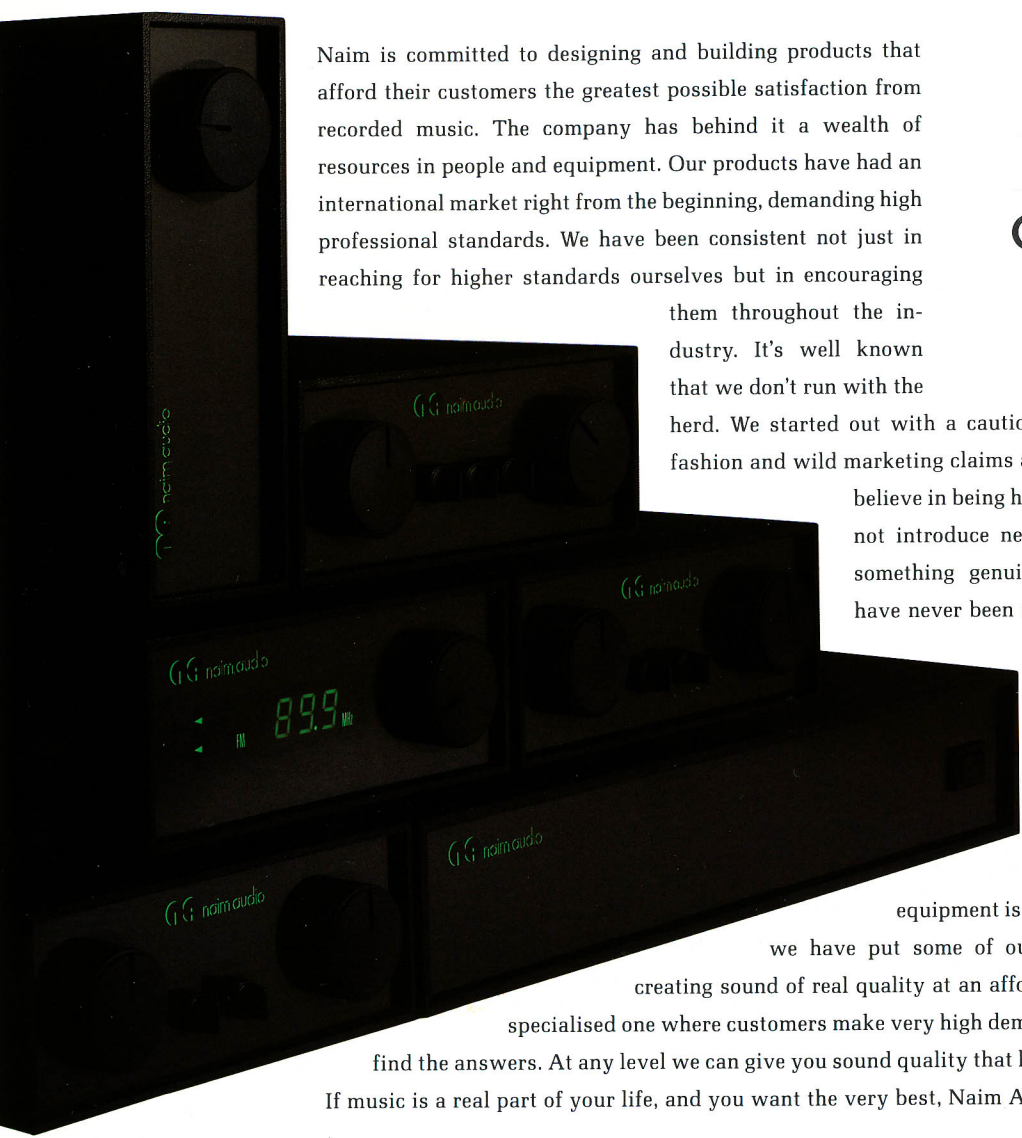 Naim is committed to designing and building products that
afford their customers the greatest possible satisfaction from
recorded music. The company has behind it a wealth of
resources in people and equipment. Our products have had an
international market right from the beginning, demanding high
professional standards. We have been consistent not just in
reaching for higher standards ourselves but in encouraging
them throughout the in-
dustry. It's well known
that we don't run with the
herd. We started out with a
fashion and wild marketing claims
believe in being
not introduce
something
have never been
naim audio
naim audio
naim audio
naim audio
89.9 MHz
FM
naim audio
naim audio
equipment is
we have put some of
creating sound of real quality at an
specialised one where customers make very high
find the answers. At any level we can give you sound quality that
If music is a real part of your life, and you want the very best, Naim